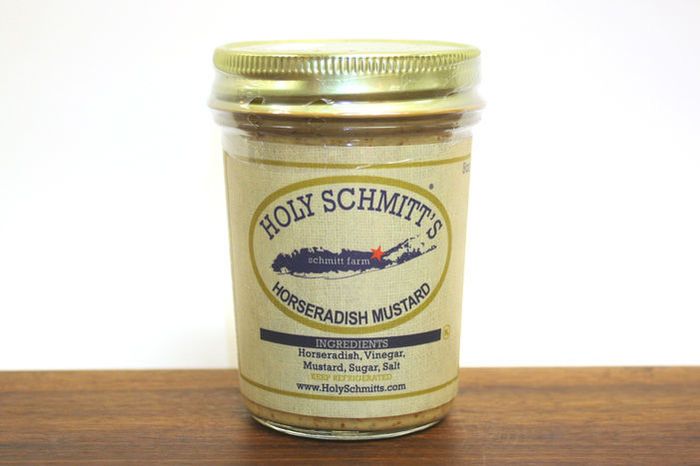 HOLY SCHMITT'S
schmitt farm
HORSERADISH MUSTARD
INGREDIENTS
Horseradish, Vinegar,
Mustard, Sugar, Salt
KEEP REFRIGERATED
www.HolySchmitts.com